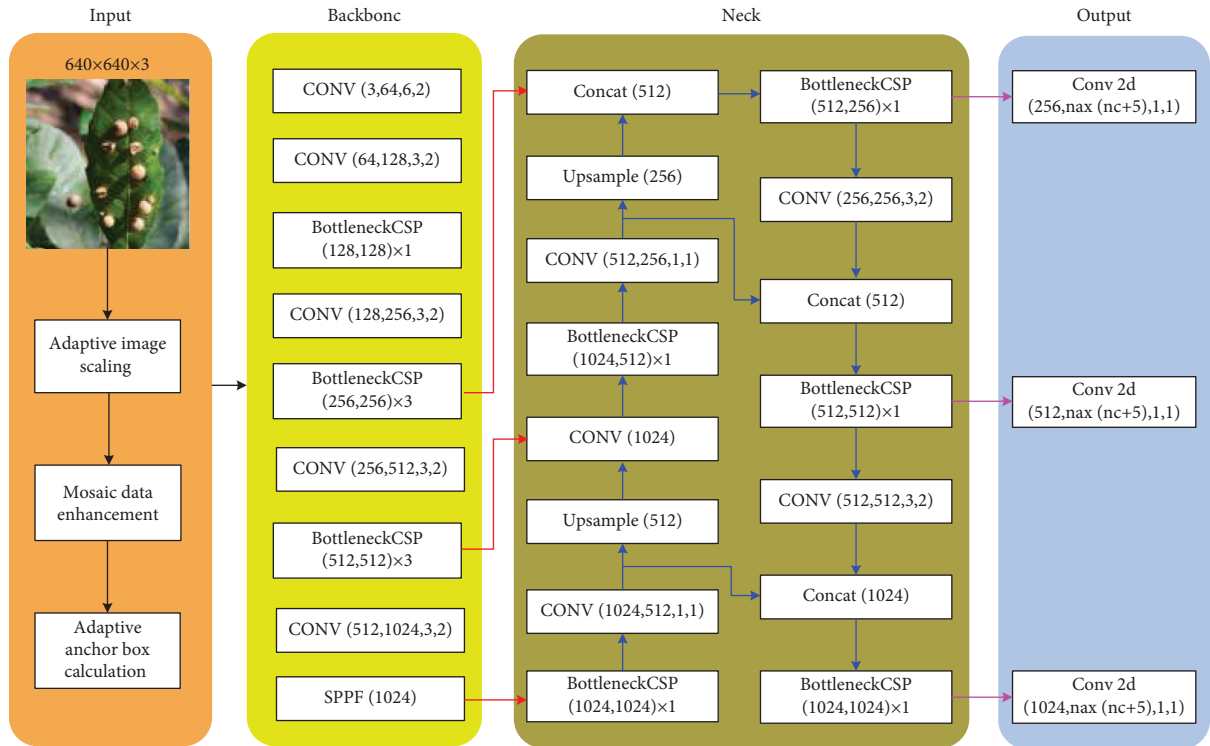 Input
640×640×3
Adaptive image
scaling
Mosaic data
enhancement
Adaptive
anchor box
calculation
Backbonc
CONV (3,64,6,2)
CONV (64,128,3,2)
BottleneckCSP
(128,128)×1
CONV (128,256,3,2)
BottleneckCSP
(256,256)×3
CONV (256,512,3,2)
BottleneckCSP
(512,512)×3
CONV (512,1024,3,2)
SPPF (1024)
Neck
Concat (512)
Upsample (256)
CONV (512,256,1,1)
BottleneckCSP
(1024,512)×1
CONV (1024)
Upsample (512)
CONV (1024,512,1,1)
BottleneckCSP
(1024,1024)×1
BottleneckCSP
(512,256)×1
CONV (256,256,3,2)
Concat (512)
BottleneckCSP
(512,512)×1
CONV (512,512,3,2)
Concat (1024)
BottleneckCSP
(1024,1024)×1
Output
Conv 2d
(256,nax (nc+5),1,1)
Conv 2d
(512,nax (nc+5),1,1)
Conv 2d
(1024,nax (nc+5),1,1)